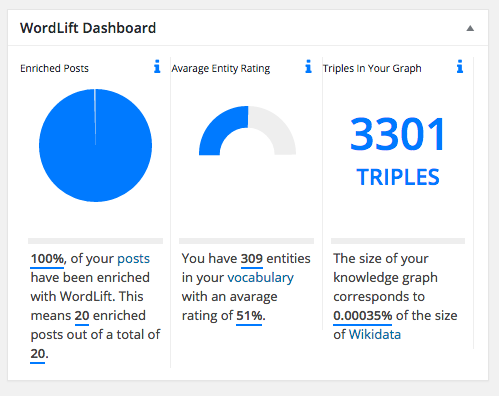 WordLift Dashboard
Enriched Posts
100%, of your posts
have been enriched
with WordLift. This
means 20 enriched
posts out of a total of
20.
Avarage Entity Rating
You have 309 entities
in your vocabulary
with an avarage
rating of 51%.
Triples In Your Graph
3301
TRIPLES
The size of your
knowledge graph
corresponds to
0.00035% of the size
of Wikidata